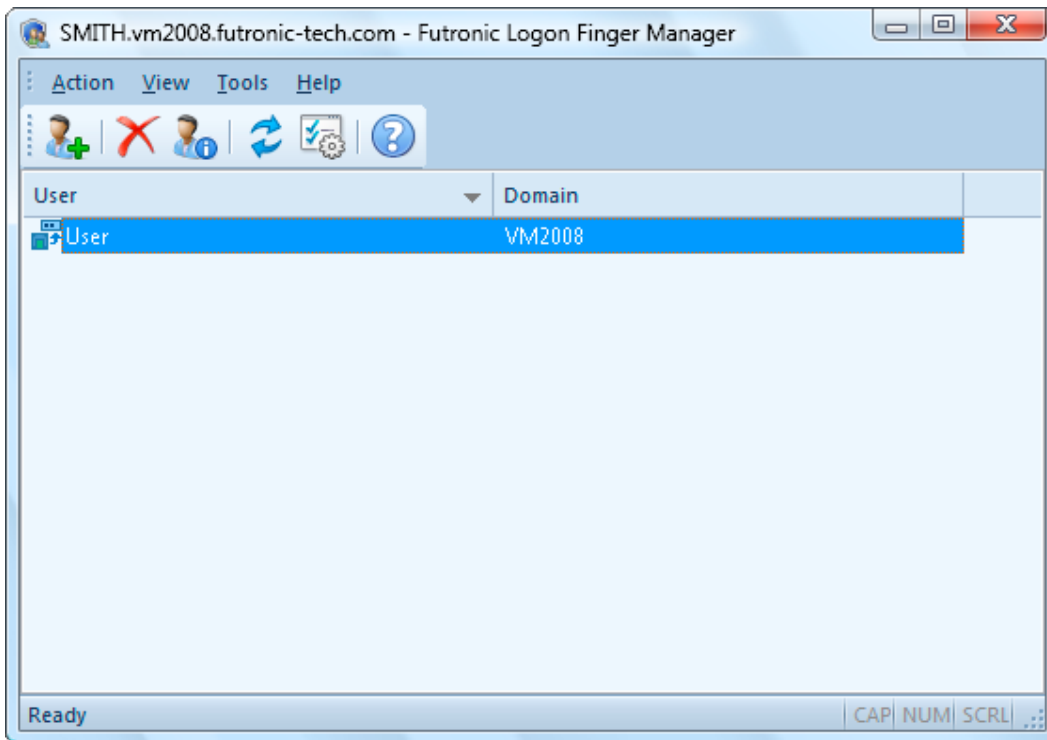 SMITH.vm2008.futronic-tech.com - Futronic Logon Finger Manager
Action View Tools Help
User Domain
User VM2008
Ready CAP NUM SCRL